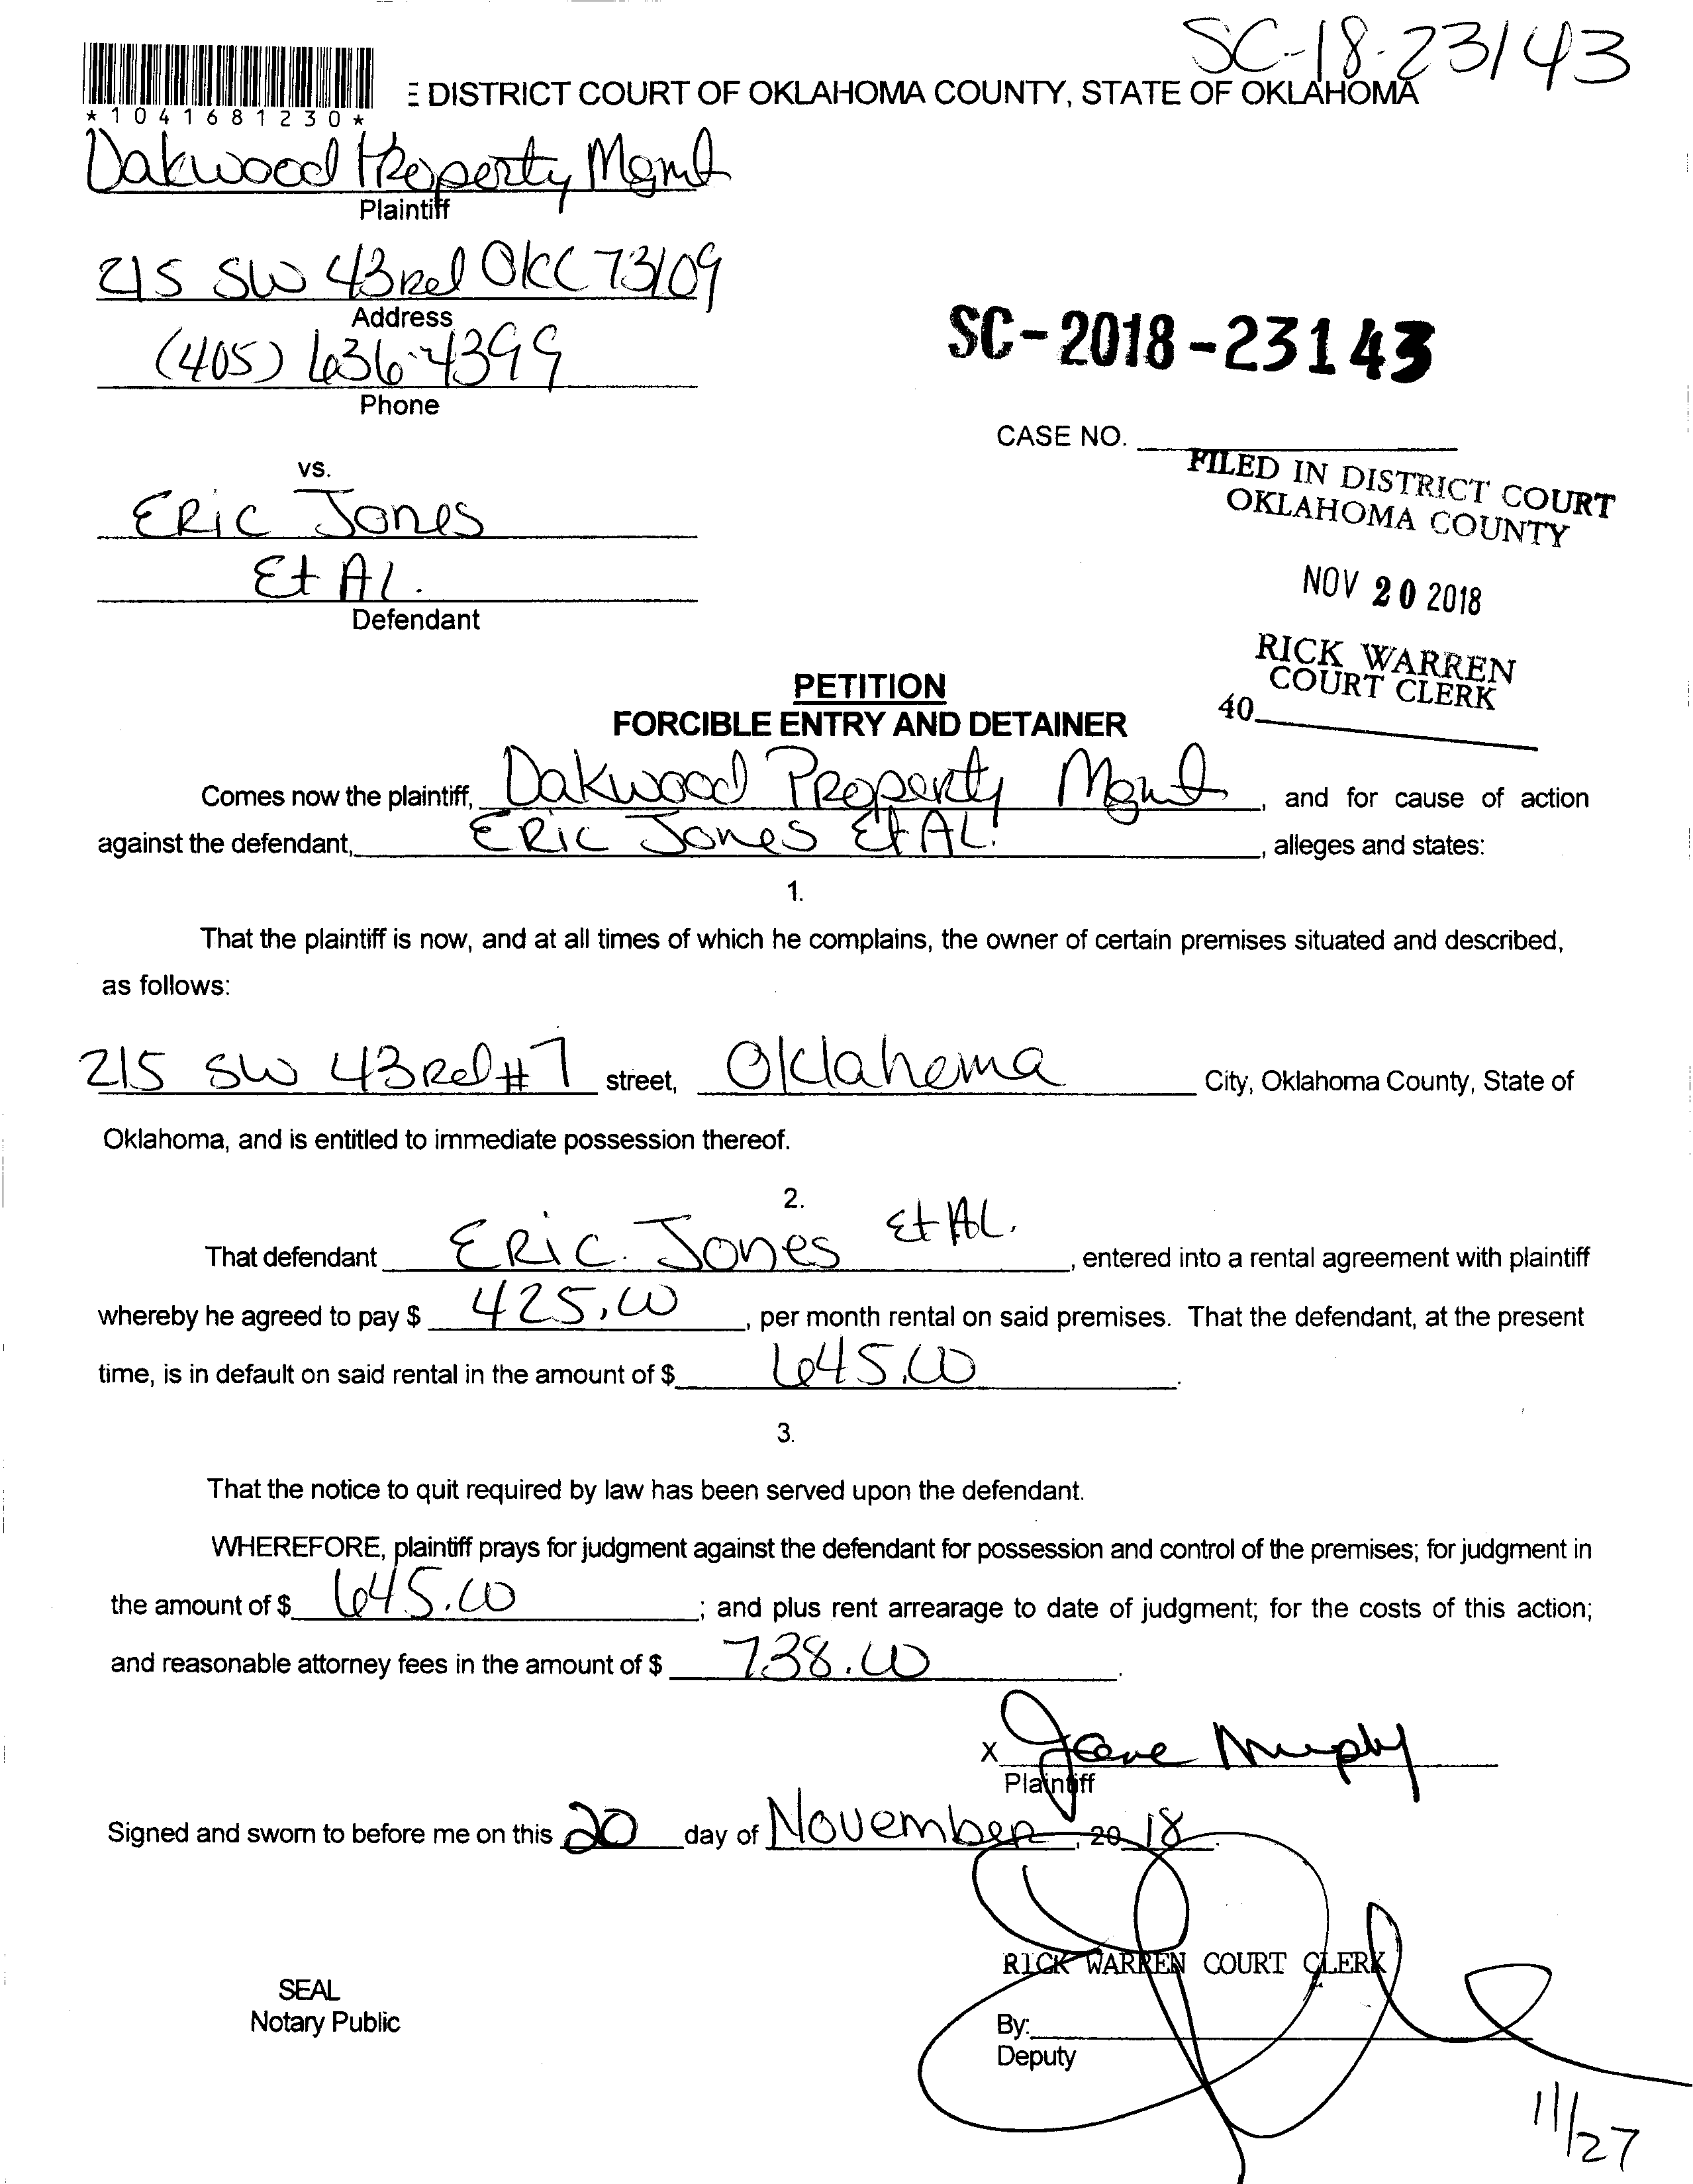 SC-18-23143
E DISTRICT COURT OF OKLAHOMA COUNTY, STATE OF OKLAHOMA
*1041681230*
Oakwood Property Mgmt
Plaintiff
215 SW 43rd OKC 73109
Address
(405) 636-4399
Phone
SC-2018-23143
CASE NO.
vs.
FILED IN DISTRICT COURT
OKLAHOMA COUNTY
Eric Jones
Et Al.
Defendant
NOV 20 2018
RICK WARREN
COURT CLERK
40
PETITION
FORCIBLE ENTRY AND DETAINER
Comes now the plaintiff, Oakwood Property Mgmt, and for cause of action
against the defendant, Eric Jones Et AL., alleges and states:
1.
That the plaintiff is now, and at all times of which he complains, the owner of certain premises situated and described,
as follows:
215 SW 43rd #7 street, Oklahoma City, Oklahoma County, State of
Oklahoma, and is entitled to immediate possession thereof.
2.
That defendant Eric Jones Et AL., entered into a rental agreement with plaintiff
whereby he agreed to pay $ 425.00, per month rental on said premises. That the defendant, at the present
time, is in default on said rental in the amount of $ 645.00.
3.
That the notice to quit required by law has been served upon the defendant.
WHEREFORE, plaintiff prays for judgment against the defendant for possession and control of the premises; for judgment in
the amount of $ 645.00; and plus rent arrearage to date of judgment; for the costs of this action;
and reasonable attorney fees in the amount of $ 738.00.
x Murphy
Plaintiff
Signed and sworn to before me on this 20 day of November, 20 18.
RICK WARREN COURT CLERK
SEAL
Notary Public
By:
Deputy
11/27